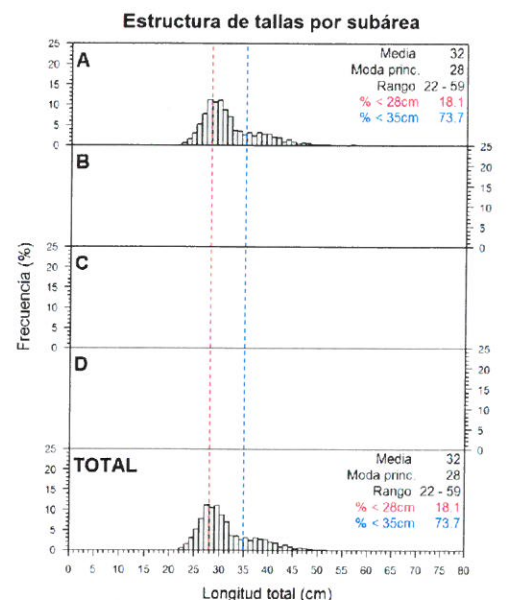 Estructura de tallas por subárea
25
20
15
10
5
0
A
Media 32
Moda princ. 28
Rango 22 - 59
% < 28cm 18.1
% < 35cm 73.7
B
25
20
15
10
5
0
Frecuencia (%)
25
20
15
10
5
0
C
D
25
20
15
10
5
0
25
20
15
10
5
0
TOTAL
Media 32
Moda princ. 28
Rango 22 - 59
% < 28cm 18.1
% < 35cm 73.7
0 5 10 15 20 25 30 35 40 45 50 55 60 65 70 75 80
Longitud total (cm)